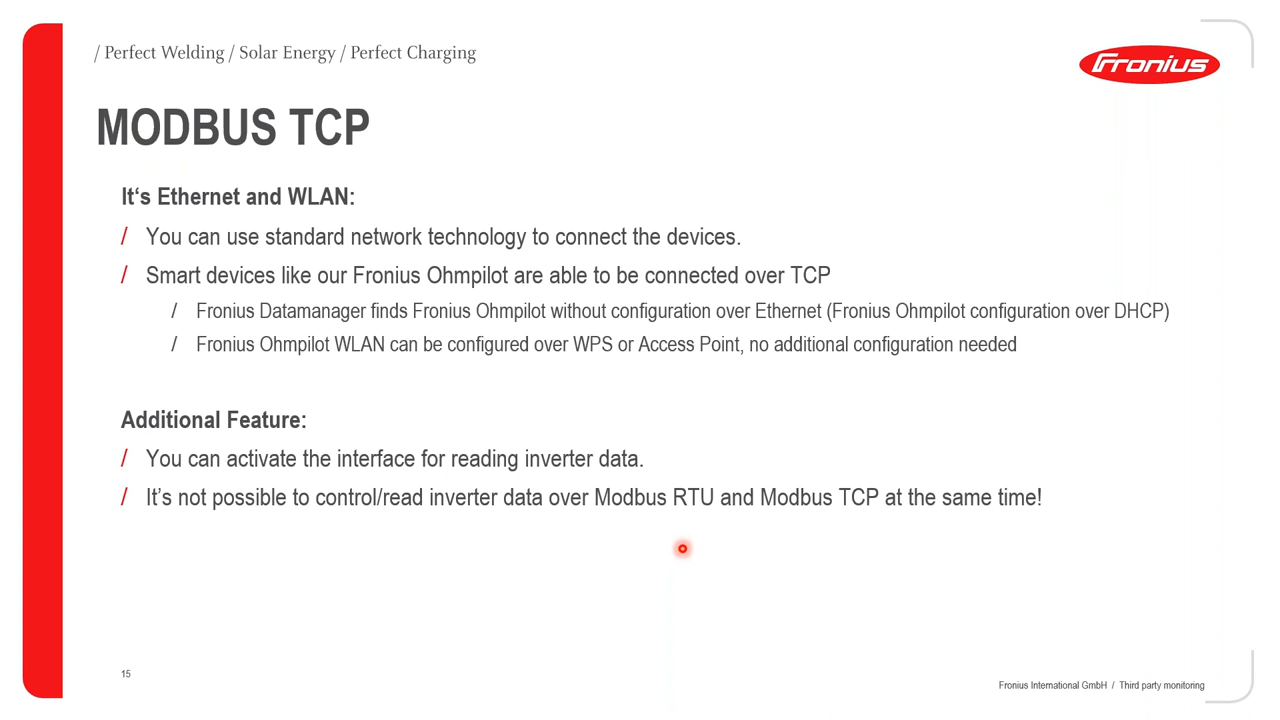 / Perfect Welding / Solar Energy / Perfect Charging
Fronius
MODBUS TCP
It‘s Ethernet and WLAN:
/ You can use standard network technology to connect the devices.
/ Smart devices like our Fronius Ohmpilot are able to be connected over TCP
/ Fronius Datamanager finds Fronius Ohmpilot without configuration over Ethernet (Fronius Ohmpilot configuration over DHCP)
/ Fronius Ohmpilot WLAN can be configured over WPS or Access Point, no additional configuration needed
Additional Feature:
/ You can activate the interface for reading inverter data.
/ It’s not possible to control/read inverter data over Modbus RTU and Modbus TCP at the same time!
15
Fronius International GmbH / Third party monitoring